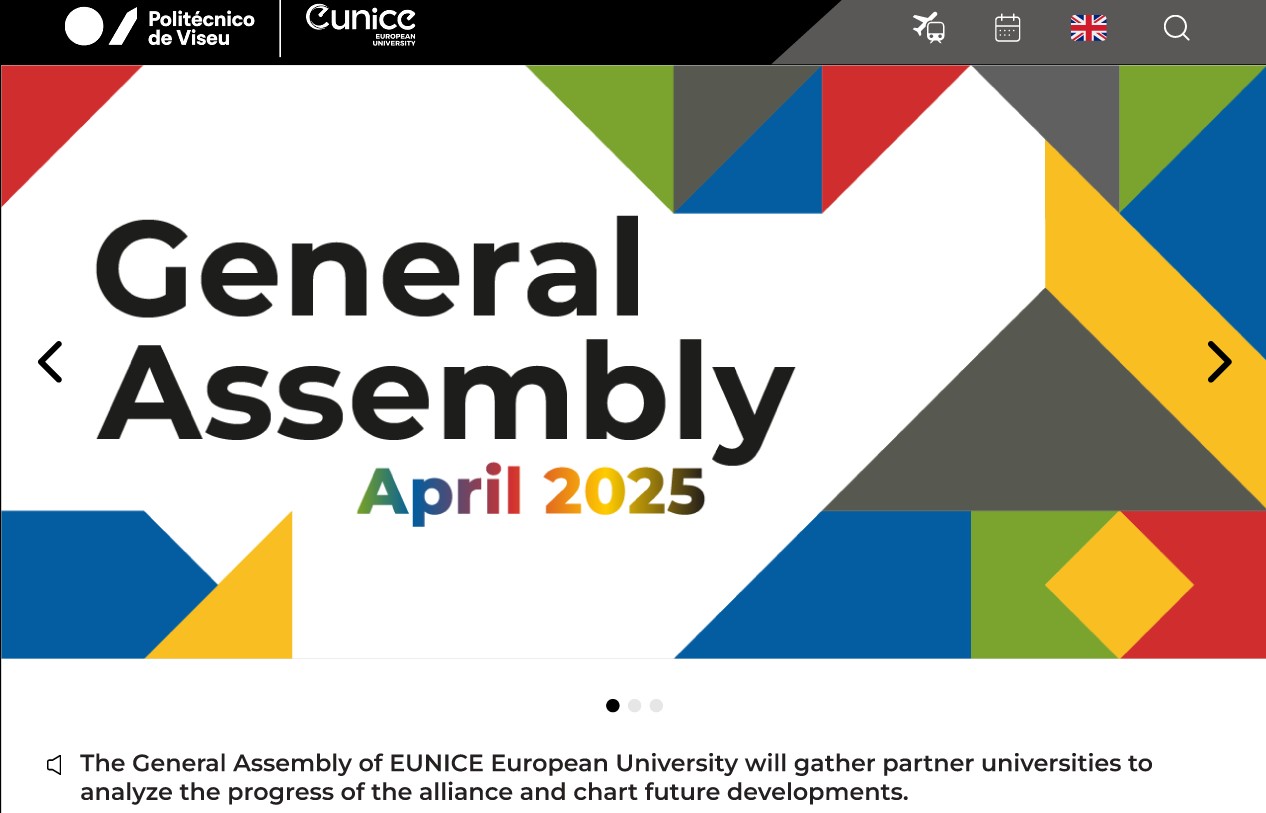 Politécnico
de Viseu
eunice
EUROPEAN
UNIVERSITY
General
Assembly
April 2025
The General Assembly of EUNICE European University will gather partner universities to
analyze the progress of the alliance and chart future developments.